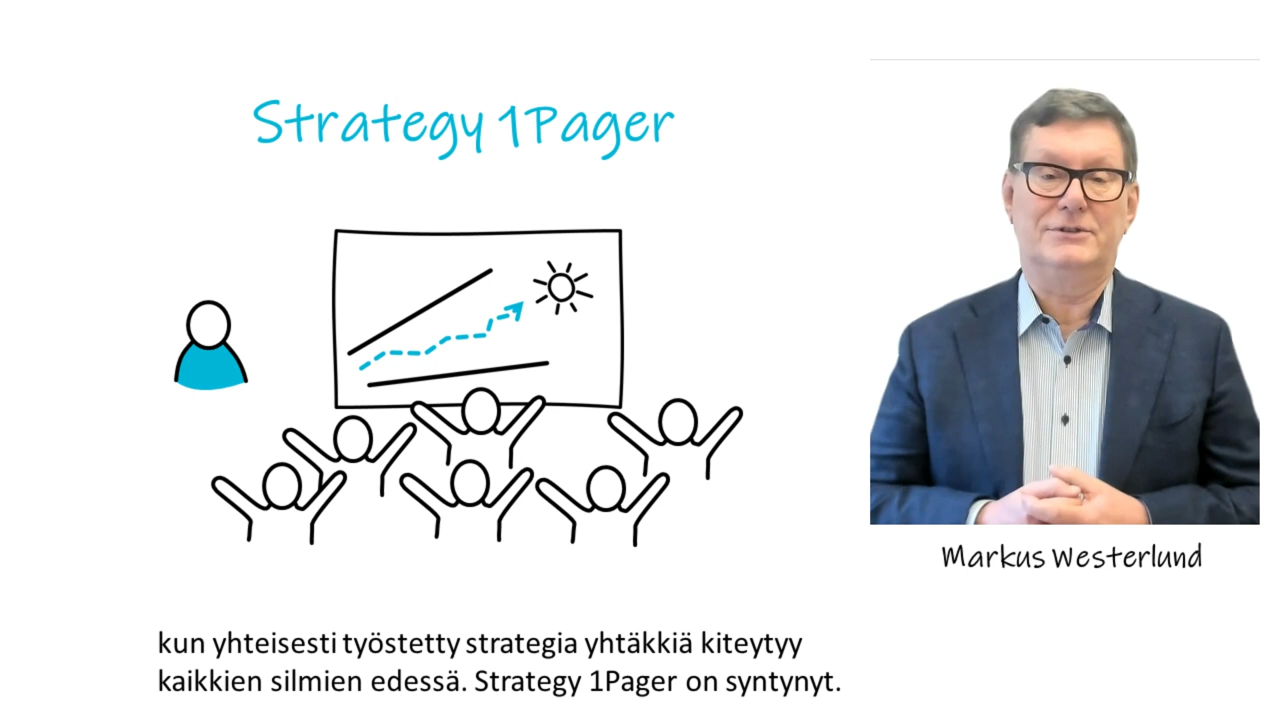 Strategy 1Pager
Markus Westerlund
kun yhteisesti työstetty strategia yhtäkkiä kiteytyy
kaikkien silmien edessä. Strategy 1Pager on syntynyt.